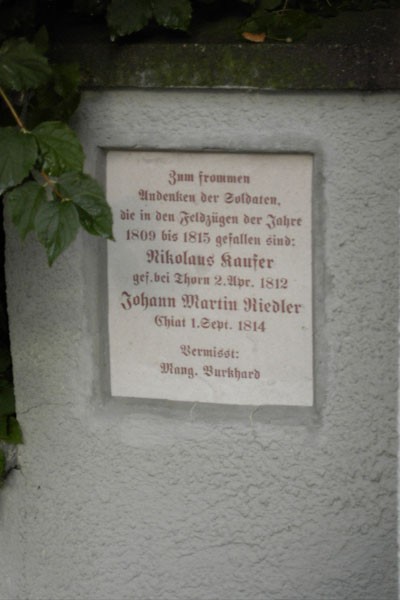 Zum frommen
Andenken der Soldaten,
die in den Feldzügen der Jahre
1809 bis 1815 gefallen sind:
Nikolaus Kaufer
gef. bei Thorn 2. Apr. 1812
Johann Martin Riedler
Chiat 1. Sept. 1814
Vermisst:
Mang. Burkhard